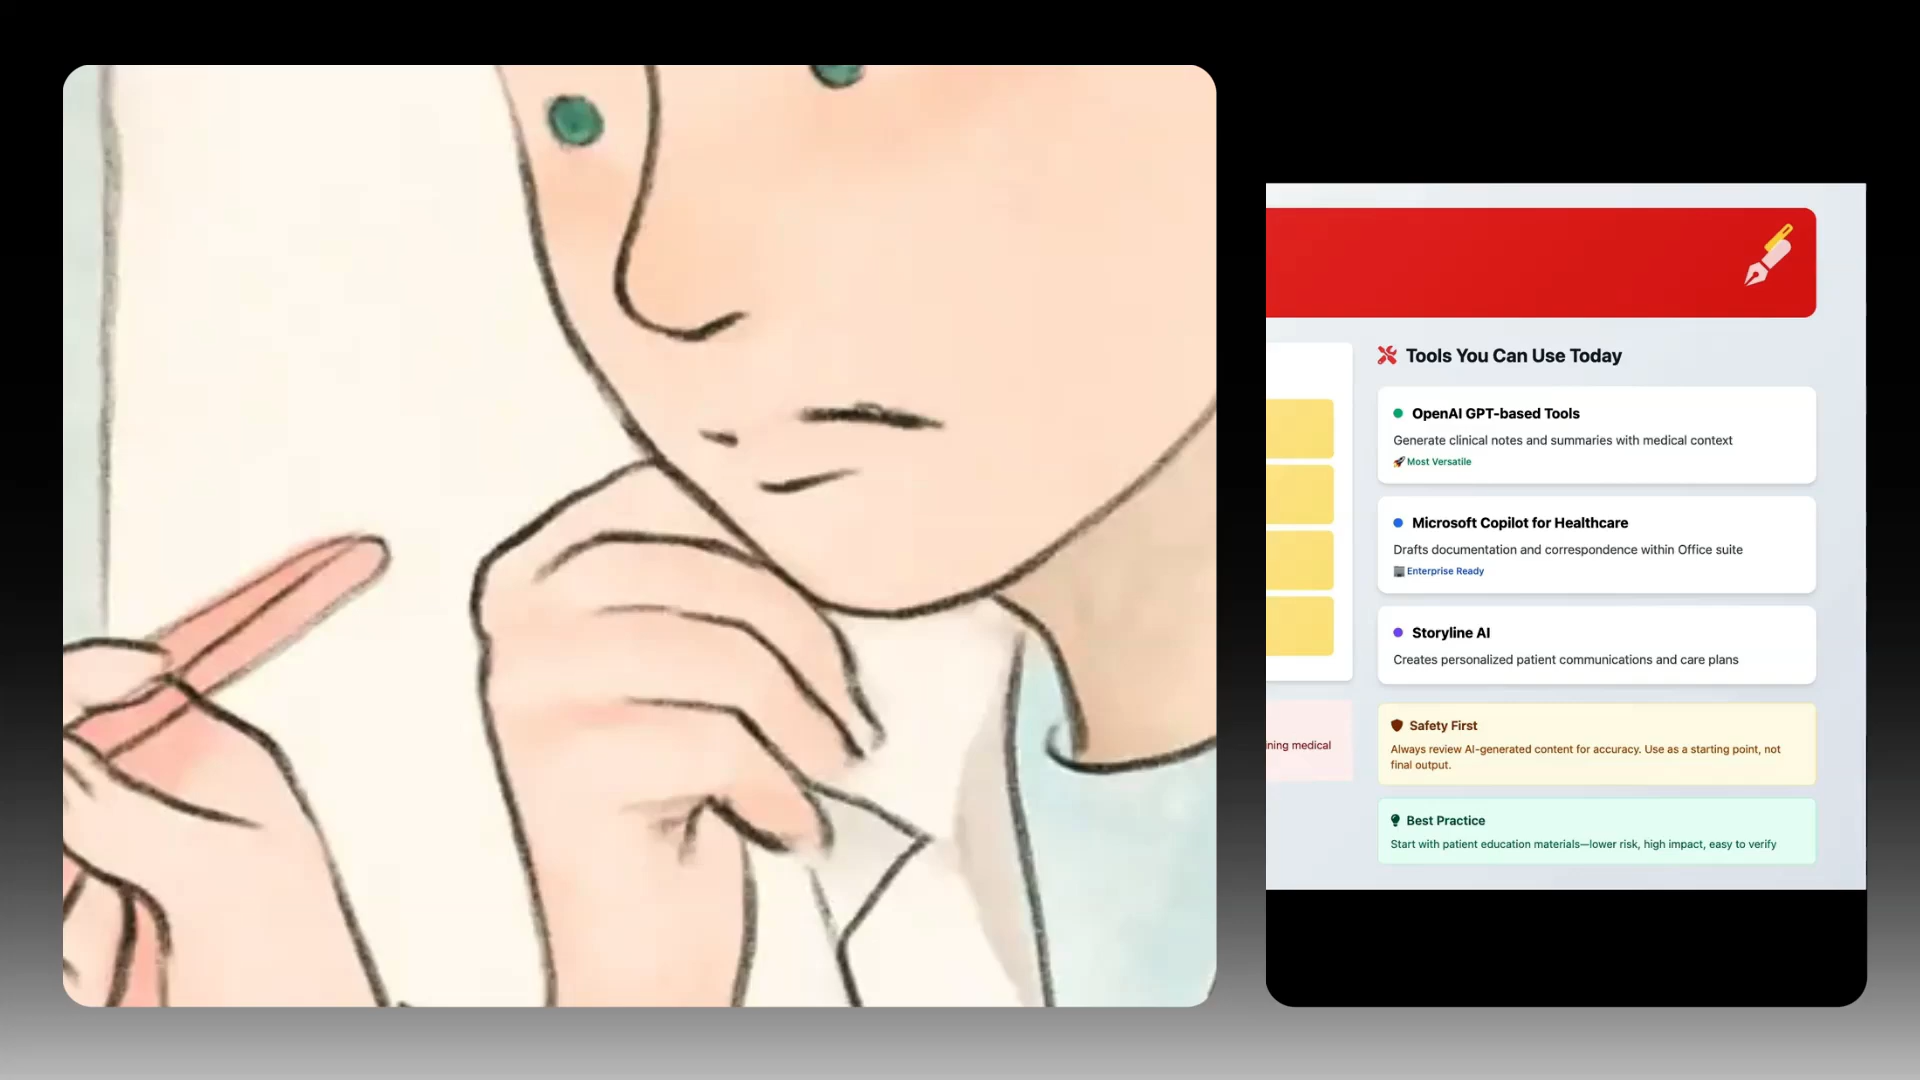 Tools You Can Use Today
OpenAI GPT-based Tools
Generate clinical notes and summaries with medical context
Most Versatile
Microsoft Copilot for Healthcare
Drafts documentation and correspondence within Office suite
Enterprise Ready
Storyline AI
Creates personalized patient communications and care plans
ning medical
Safety First
Always review AI-generated content for accuracy. Use as a starting point, not
final output.
Best Practice
Start with patient education materials—lower risk, high impact, easy to verify